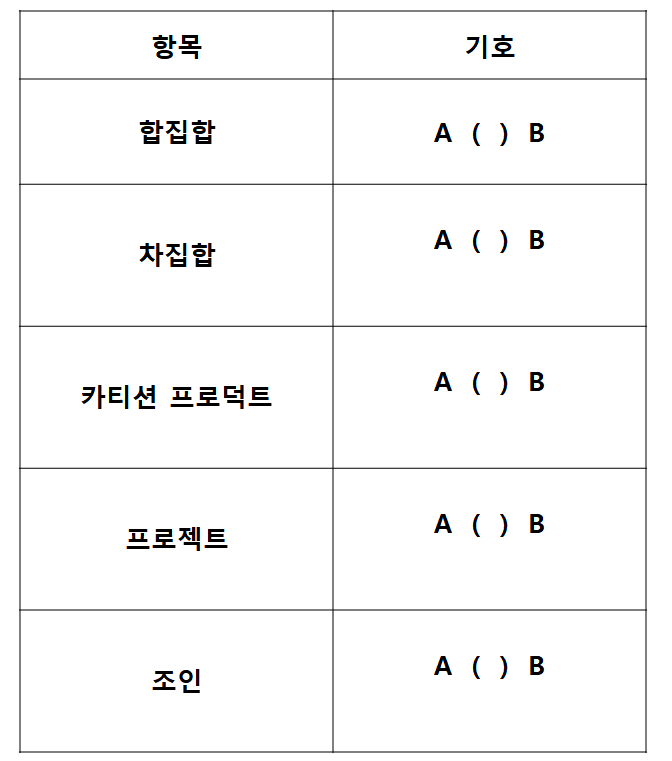 항목 기호
합집합 A ( ) B
차집합 A ( ) B
카티션 프로덕트 A ( ) B
프로젝트 A ( ) B
조인 A ( ) B